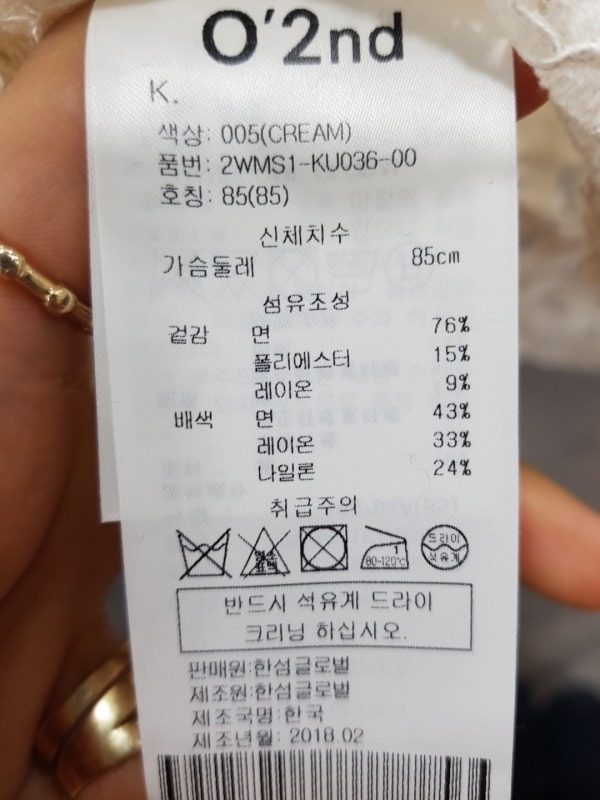 O'2nd
K.
색상: 005(CREAM)
품번: 2WMS1-KU036-00
호칭: 85(85)
신체치수
가슴둘레 85cm
섬유조성
겉감 면 76%
폴리에스터 15%
레이온 9%
배색 면 43%
레이온 33%
나일론 24%
취급주의
염소
표백
1
80~120℃
드라이
석유계
반드시 석유계 드라이
크리닝 하십시오.
판매원:한섬글로벌
제조원:한섬글로벌
제조국명:한국
제조년월: 2018.02